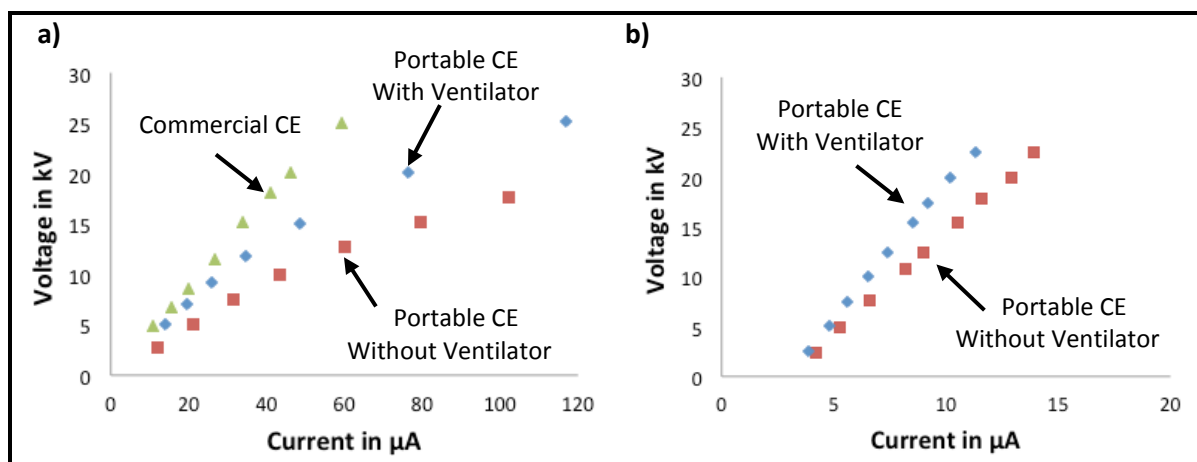 a)
Portable CE
With Ventilator
Commercial CE
Portable CE
Without Ventilator
30
25
20
15
10
5
0
Voltage in kV
0 20 40 60 80 100 120
Current in μA
b)
Portable CE
With Ventilator
Portable CE
Without Ventilator
30
25
20
15
10
5
0
Voltage in kV
0 5 10 15 20
Current in μA